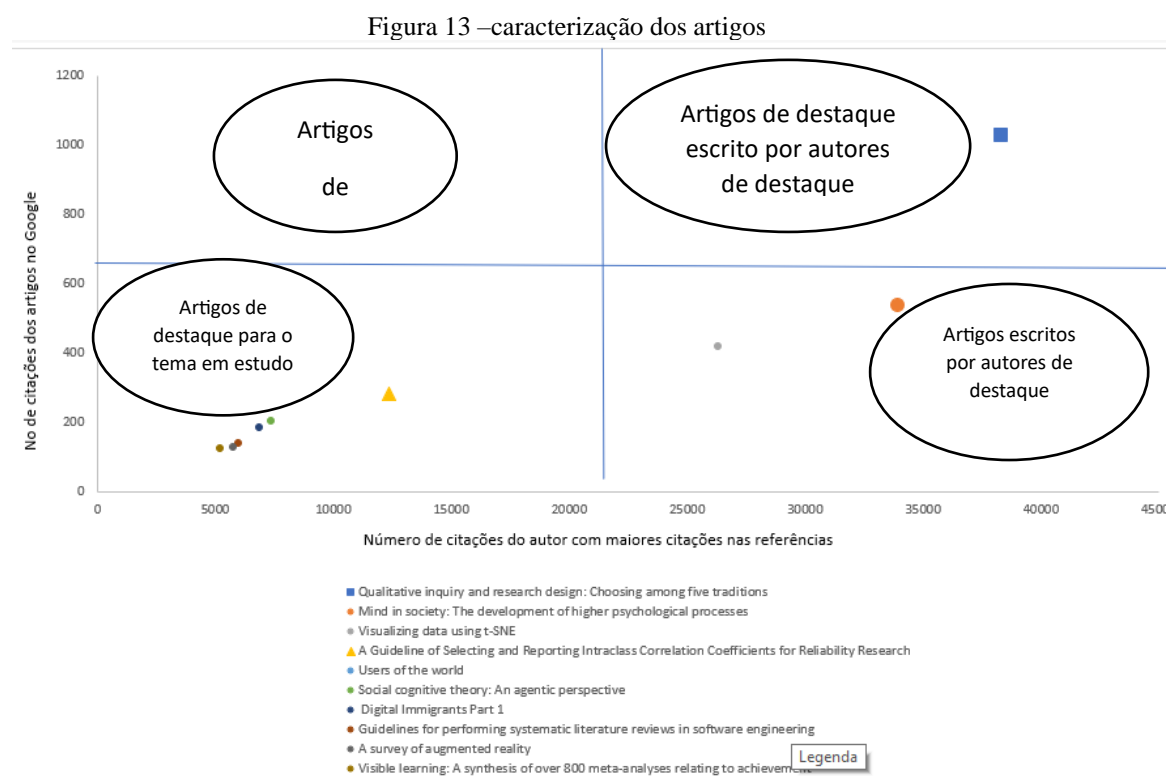 Figura 13 –caracterização dos artigos
1200
1000
800
600
400
200
0
No de citações dos artigos no Google
Artigos
de
Artigos de destaque
escrito por autores
de destaque
Artigos de
destaque para o
tema em estudo
Artigos escritos
por autores de
destaque
0 5000 10000 15000 20000 25000 30000 35000 40000 4500
Número de citações do autor com maiores citações nas referências
Qualitative inquiry and research design: Choosing among five traditions
Mind in society: The development of higher psychological processes
Visualizing data using t-SNE
A Guideline of Selecting and Reporting Intraclass Correlation Coefficients for Reliability Research
Users of the world
Social cognitive theory: An agentic perspective
Digital Immigrants Part 1
Guidelines for performing systematic literature reviews in software engineering
A survey of augmented reality
Visible learning: A synthesis of over 800 meta-analyses relating to achievement
Legenda